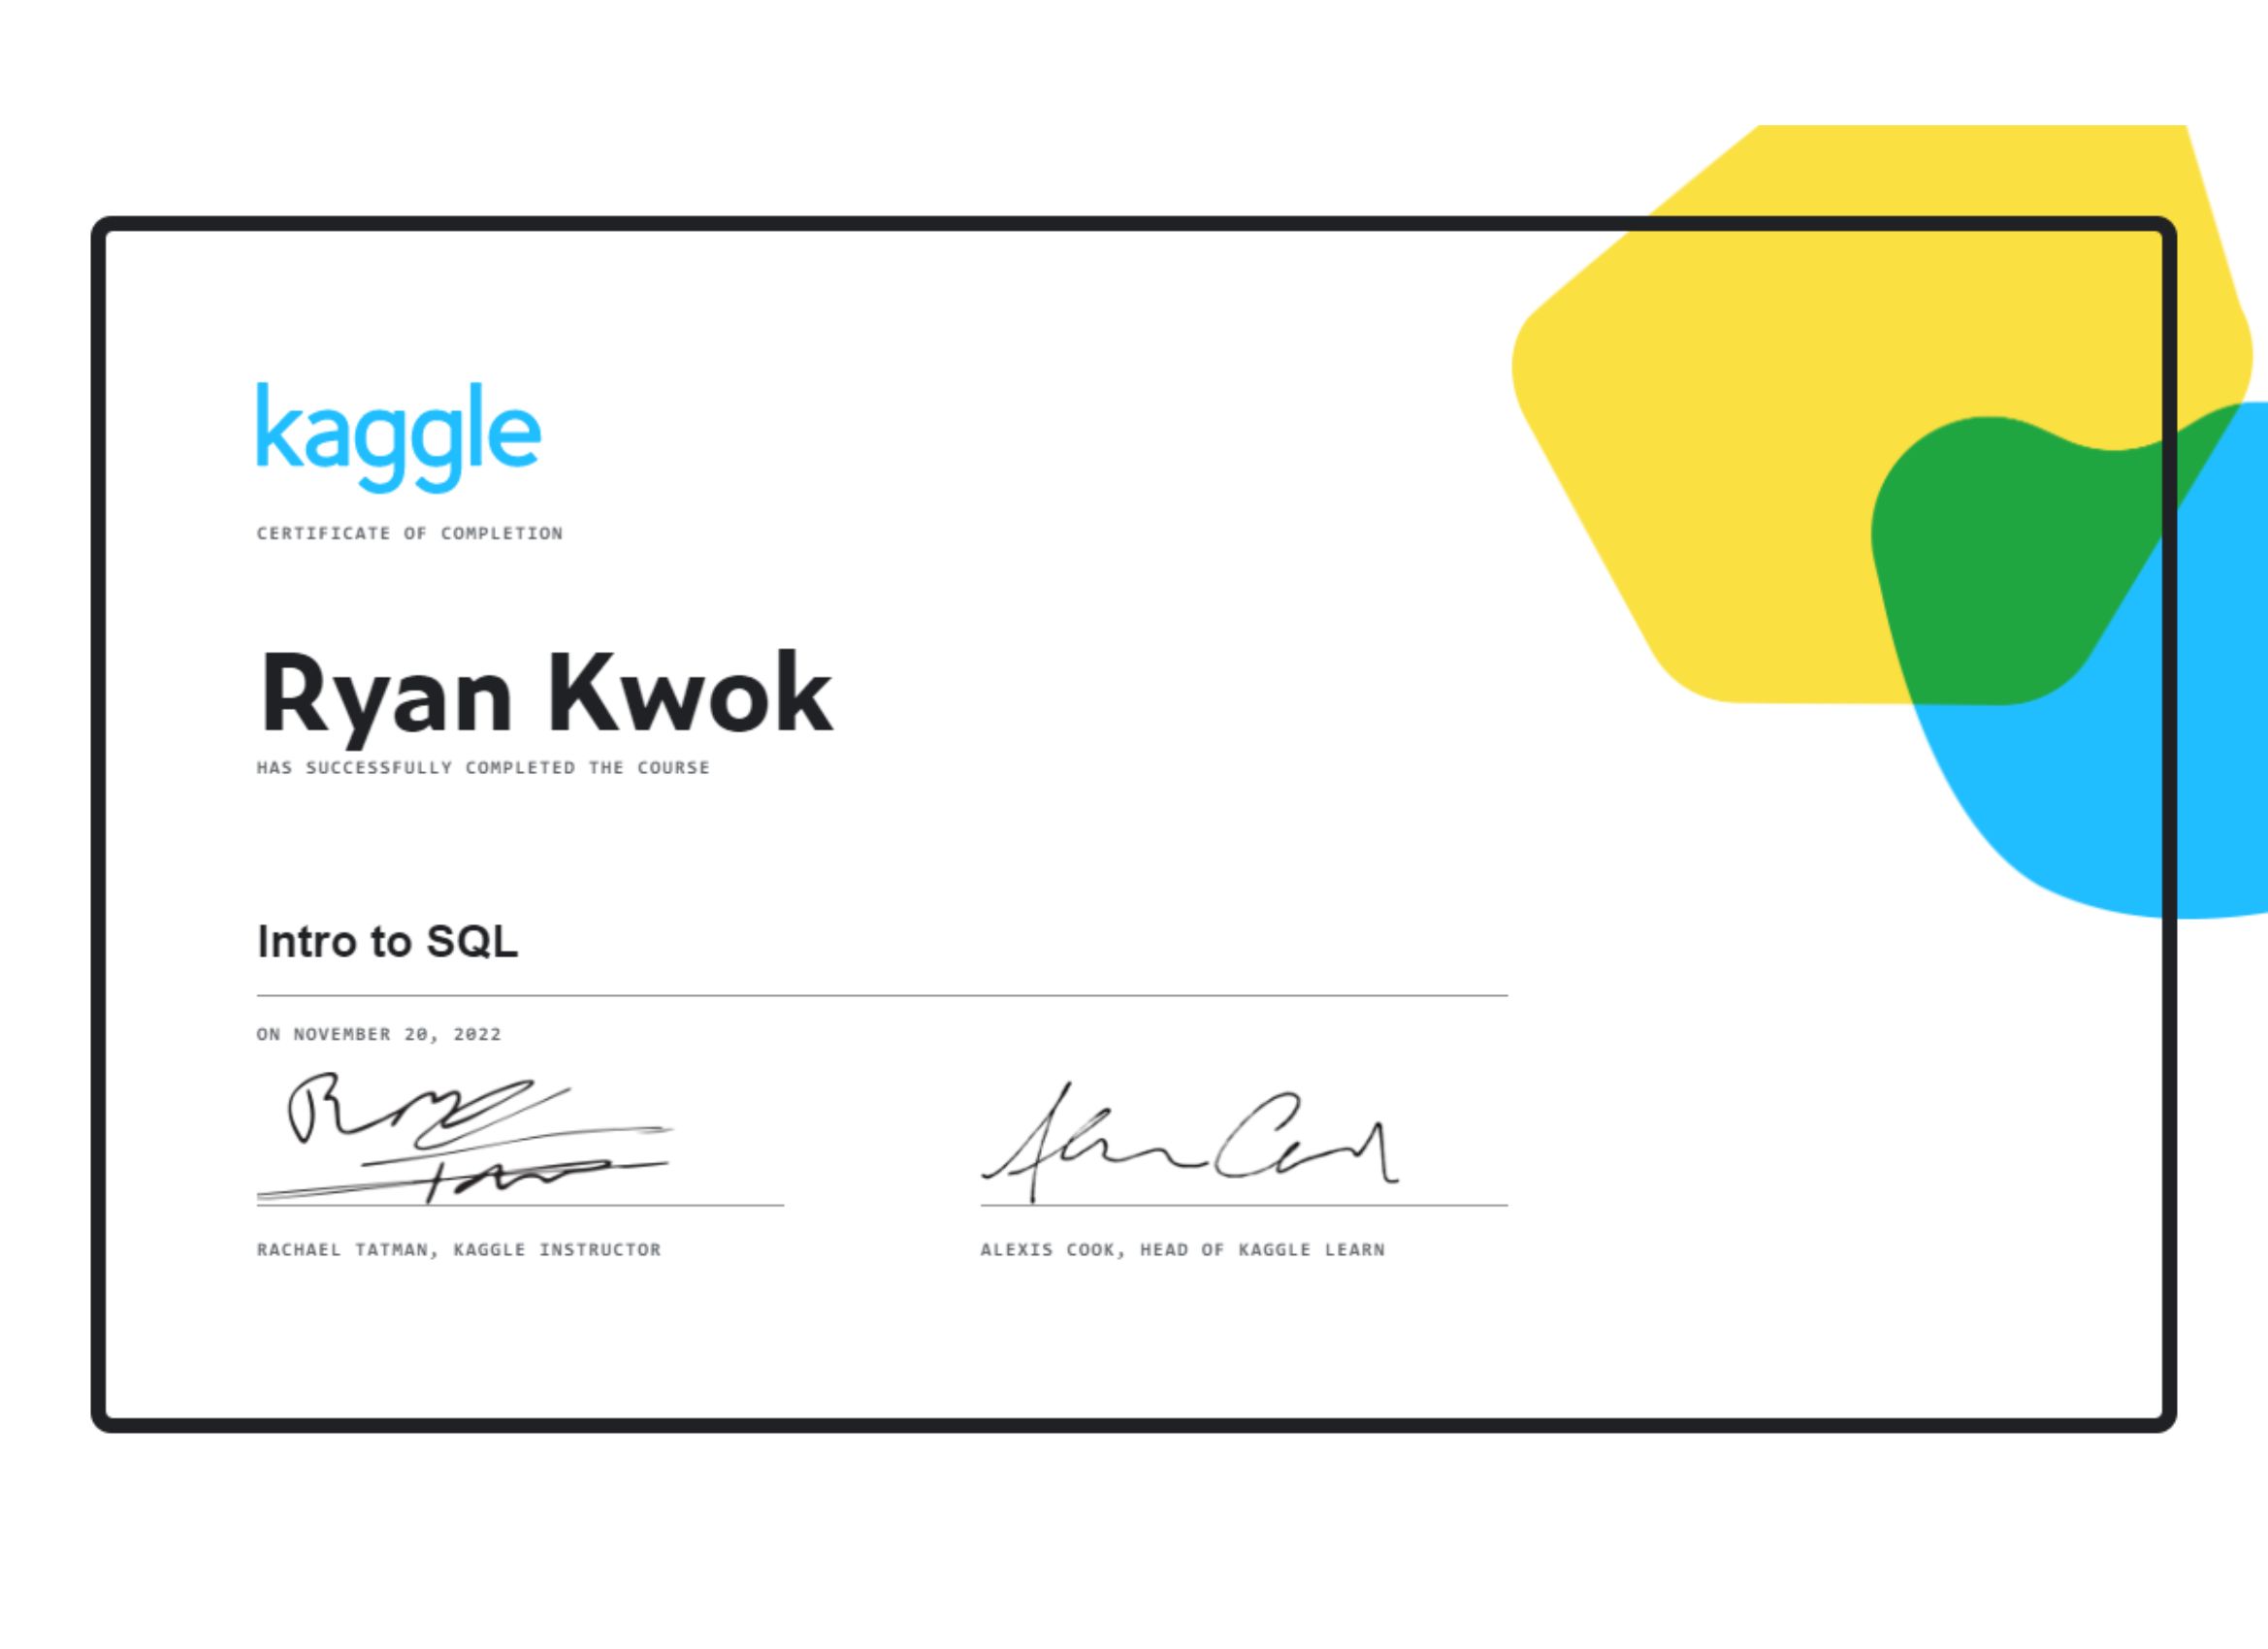 kaggle
CERTIFICATE OF COMPLETION
Ryan Kwok
HAS SUCCESSFULLY COMPLETED THE COURSE
Intro to SQL
ON NOVEMBER 20, 2022
RACHAEL TATMAN, KAGGLE INSTRUCTOR
ALEXIS COOK, HEAD OF KAGGLE LEARN